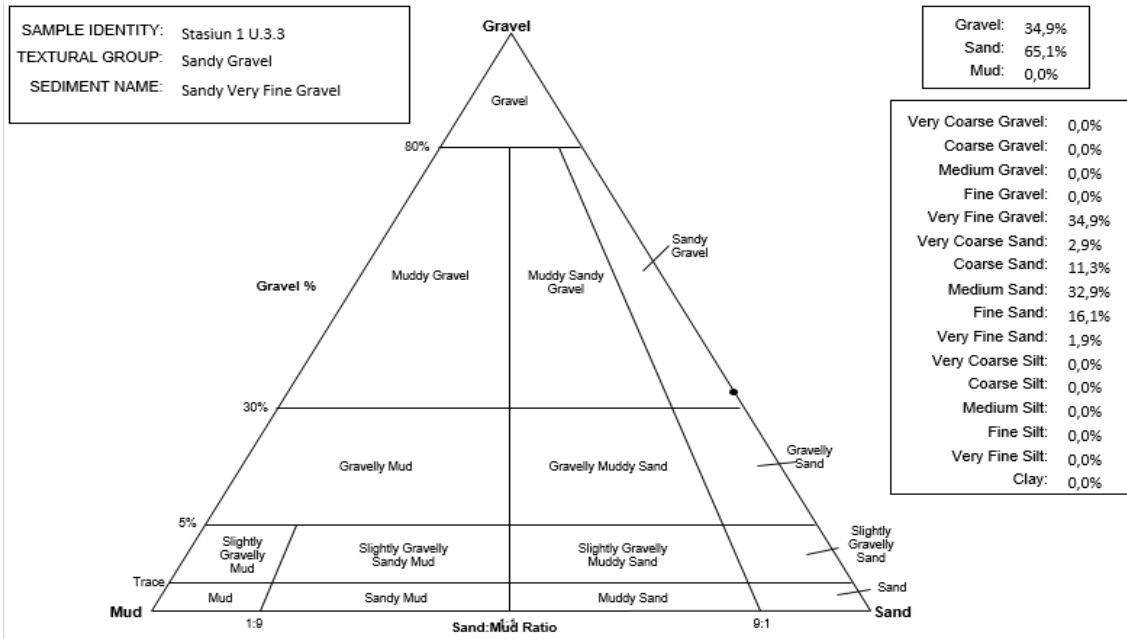 SAMPLE IDENTITY: Stasiun 1 U.3.3
TEXTURAL GROUP: Sandy Gravel
SEDIMENT NAME: Sandy Very Fine Gravel
Gravel: 34,9%
Sand: 65,1%
Mud: 0,0%
Very Coarse Gravel: 0,0%
Coarse Gravel: 0,0%
Medium Gravel: 0,0%
Fine Gravel: 0,0%
Very Fine Gravel: 34,9%
Very Coarse Sand: 2,9%
Coarse Sand: 11,3%
Medium Sand: 32,9%
Fine Sand: 16,1%
Very Fine Sand: 1,9%
Very Coarse Silt: 0,0%
Coarse Silt: 0,0%
Medium Silt: 0,0%
Fine Silt: 0,0%
Very Fine Silt: 0,0%
Clay: 0,0%
Gravel
Gravel
80%
Sandy
Gravel
Muddy Gravel
Muddy Sandy
Gravel
Gravel %
30%
Gravelly Mud
Gravelly Muddy Sand
Gravelly
Sand
5%
Slightly
Gravelly
Mud
Slightly Gravelly
Sandy Mud
Slightly Gravelly
Muddy Sand
Slightly
Gravelly
Sand
Trace
Mud
Sandy Mud
Muddy Sand
Sand
Mud
Sand
1:9
1:1
9:1
Sand:Mud Ratio